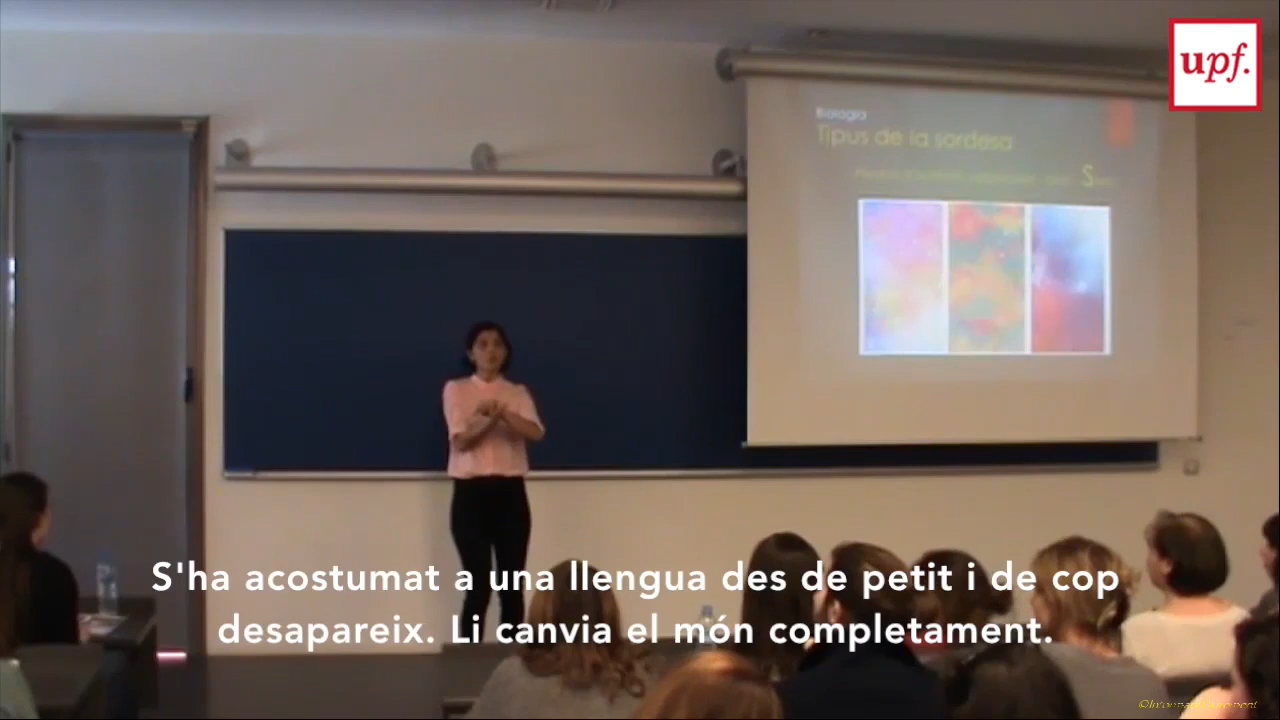 upf.
Biologia
Tipus de la sordesa
S'ha acostumat a una llengua des de petit i de cop
desapareix. Li canvia el món completament.